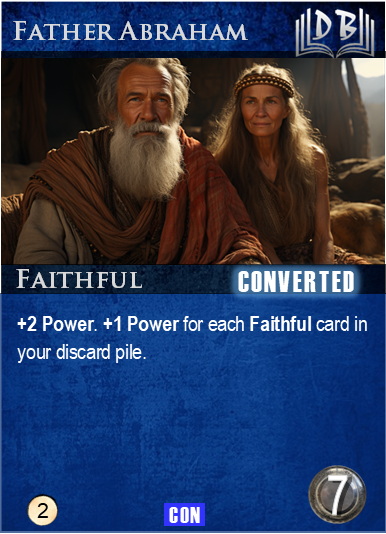 FATHER ABRAHAM
DB
FAITHFUL
CONVERTED
+2 Power. +1 Power for each Faithful card in
your discard pile.
2
CON
7